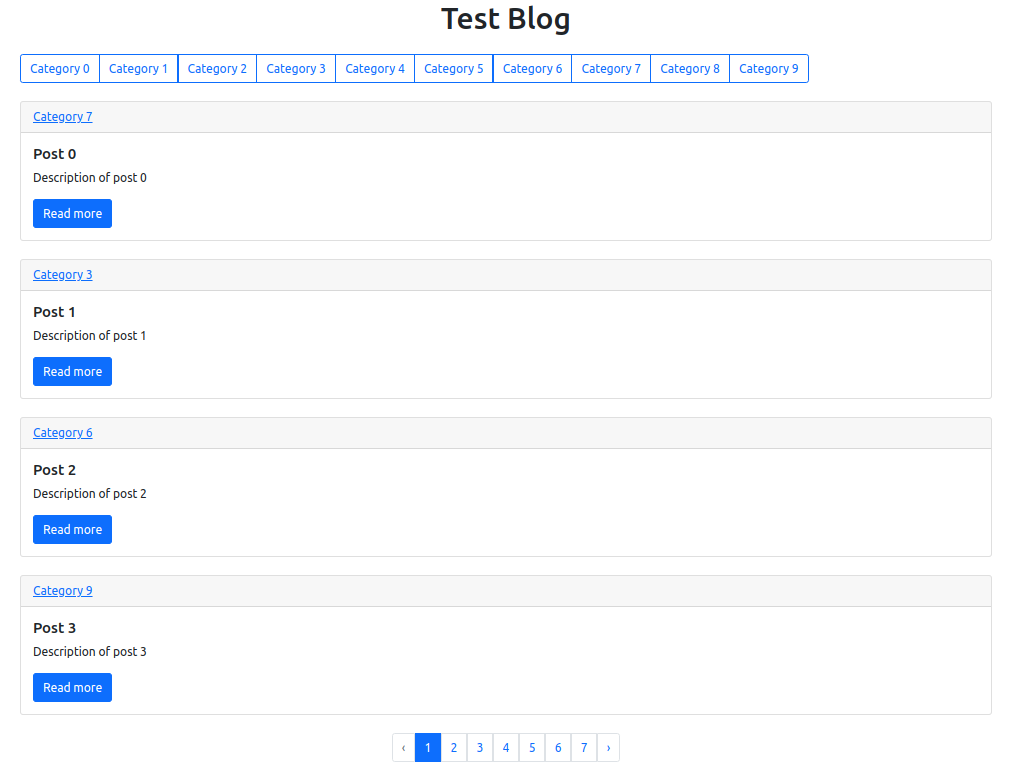 Test Blog
Category 0 Category 1 Category 2 Category 3 Category 4 Category 5 Category 6 Category 7 Category 8 Category 9
Category 7
Post 0
Description of post 0
Read more
Category 3
Post 1
Description of post 1
Read more
Category 6
Post 2
Description of post 2
Read more
Category 9
Post 3
Description of post 3
Read more
‹ 1 2 3 4 5 6 7 ›